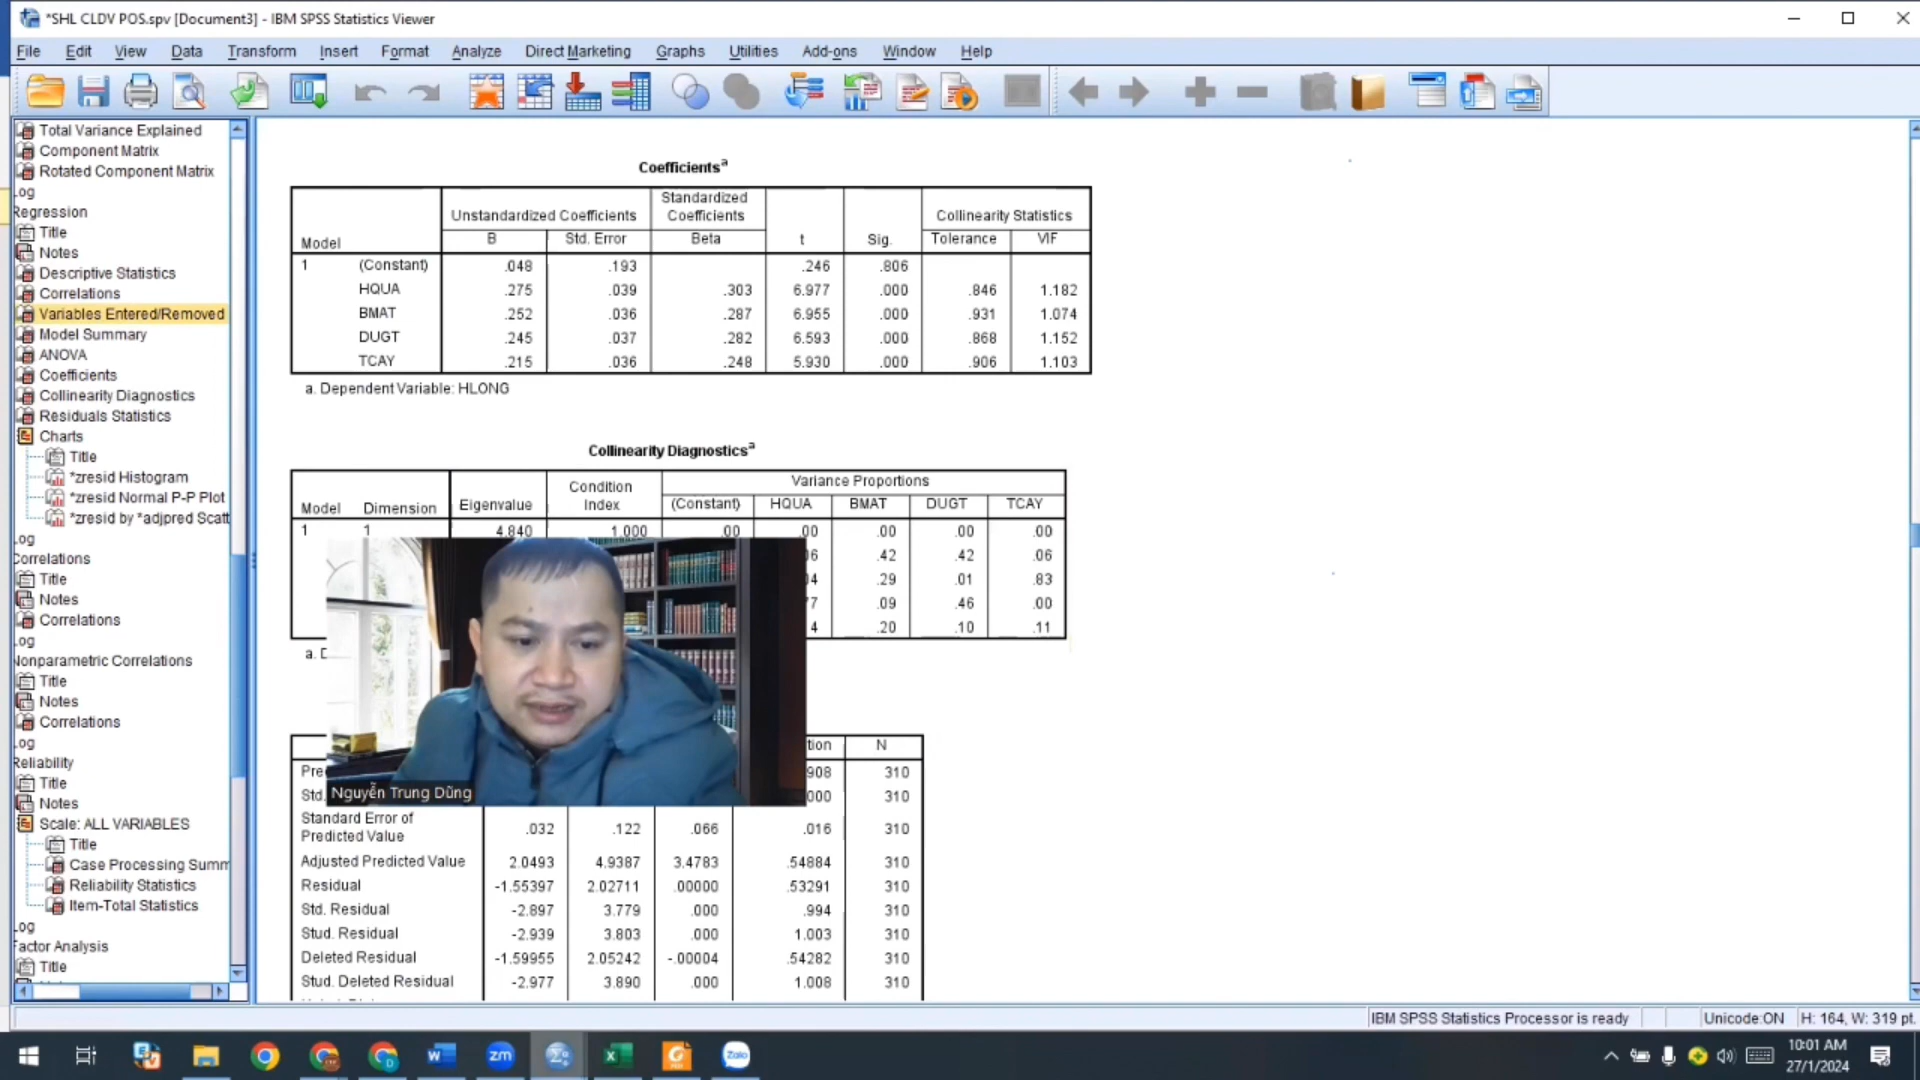 *SHL CLDV POS.spv [Document3] - IBM SPSS Statistics Viewer
File Edit View Data Transform Insert Format Analyze Direct Marketing Graphs Utilities Add-ons Window Help
Total Variance Explained
Component Matrix
Rotated Component Matrix
Log
Regression
Title
Notes
Descriptive Statistics
Correlations
Variables Entered/Removed
Model Summary
ANOVA
Coefficients
Collinearity Diagnostics
Residuals Statistics
Charts
Title
*zresid Histogram
*zresid Normal P-P Plot
*zresid by *adjpred Scatt
Log
Correlations
Title
Notes
Correlations
Log
Nonparametric Correlations
Title
Notes
Correlations
Log
Reliability
Title
Notes
Scale: ALL VARIABLES
Title
Case Processing Summ
Reliability Statistics
Item-Total Statistics
Log
Factor Analysis
Title
Coefficients a
Model Unstandardized Coefficients Standardized Coefficients t Sig. Collinearity Statistics
B Std. Error Beta Tolerance VIF
1 (Constant) .048 .193 .246 .806
HQUA .275 .039 .303 6.977 .000 .846 1.182
BMAT .252 .036 .287 6.955 .000 .931 1.074
DUGT .245 .037 .282 6.593 .000 .868 1.152
TCAY .215 .036 .248 5.930 .000 .906 1.103
a. Dependent Variable: HLONG
Collinearity Diagnostics a
Model Dimension Eigenvalue Condition Index Variance Proportions
(Constant) HQUA BMAT DUGT TCAY
1 1 4.840 1.000 .00 .00 .00 .00 .00
.42 .42 .06
.29 .01 .83
.09 .46 .00
.20 .10 .11
a.
N
908 310
000 310
Standard Error of Predicted Value .032 .122 .066 .016 310
Adjusted Predicted Value 2.0493 4.9387 3.4783 .54884 310
Residual -1.55397 2.02711 .00000 .53291 310
Std. Residual -2.897 3.779 .000 .994 310
Stud. Residual -2.939 3.803 .000 1.003 310
Deleted Residual -1.59955 2.05242 -.00004 .54282 310
Stud. Deleted Residual -2.977 3.890 .000 1.008 310
Nguyễn Trung Dũng
IBM SPSS Statistics Processor is ready Unicode:ON H: 164, W: 319 pt.
zm
Zalo
10:01 AM
27/1/2024